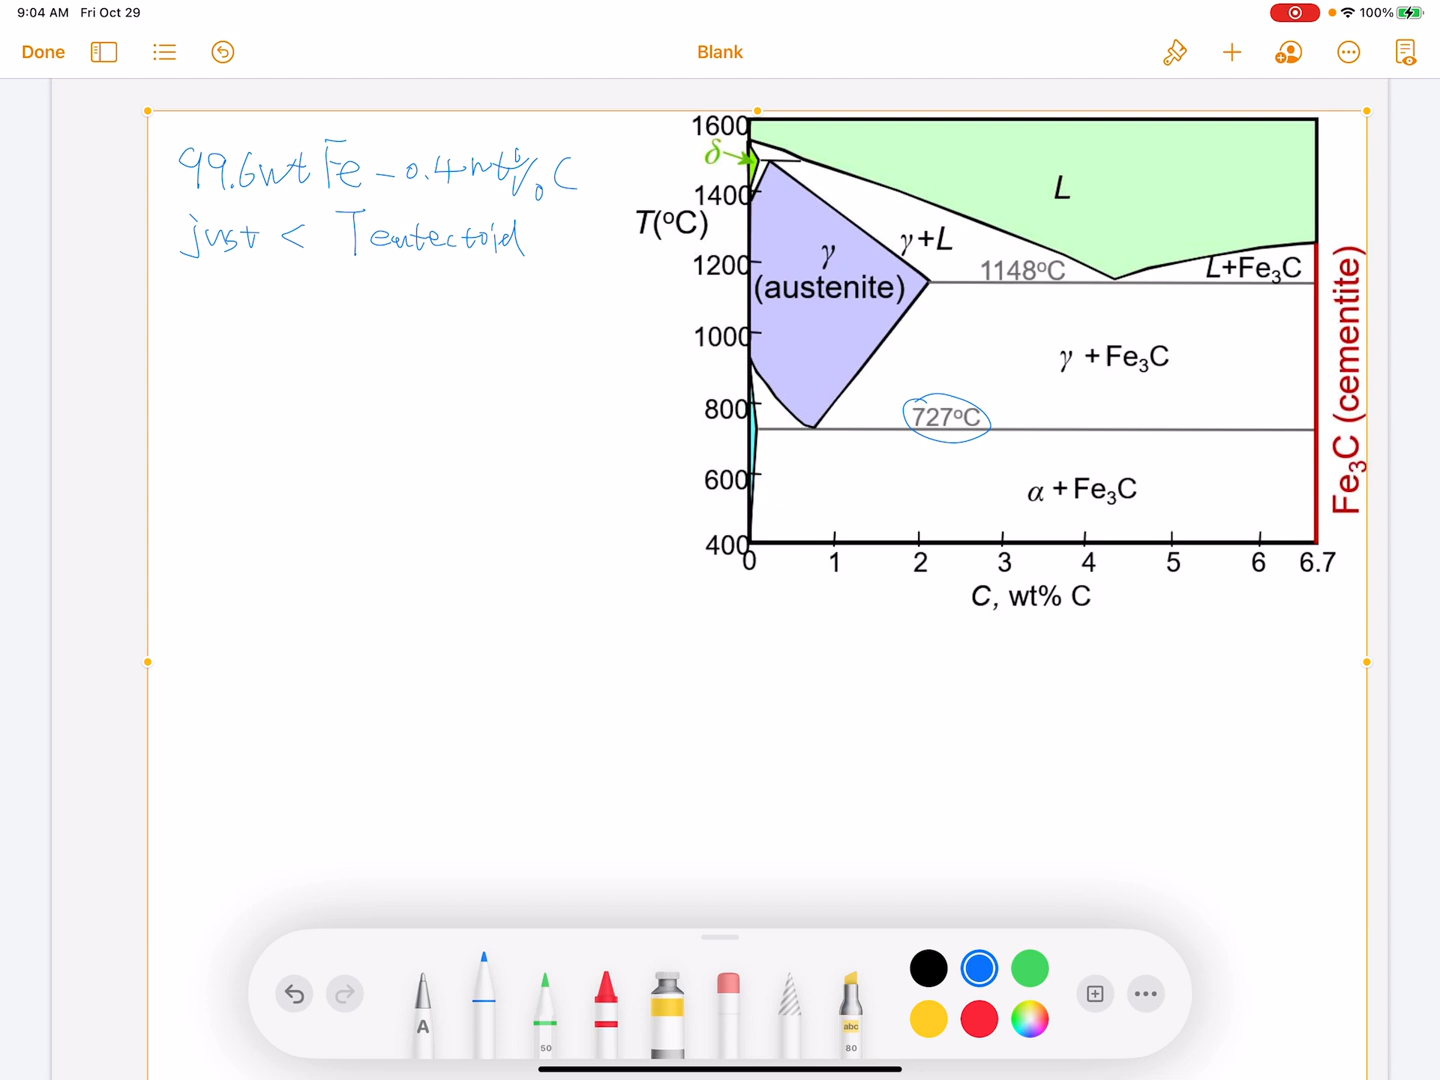 9:04 AM Fri Oct 29
100%
Done
Blank
99.6wt Fe - 0.4wt% C
just < Teutectoid
1600
δ
1400
T(°C)
L
γ+L
γ
1200
(austenite)
1148°C
L+Fe₃C
1000
γ + Fe₃C
Fe₃C (cementite)
800
727°C
600
α + Fe₃C
400
0 1 2 3 4 5 6 6.7
C, wt% C
A
50
abc
80